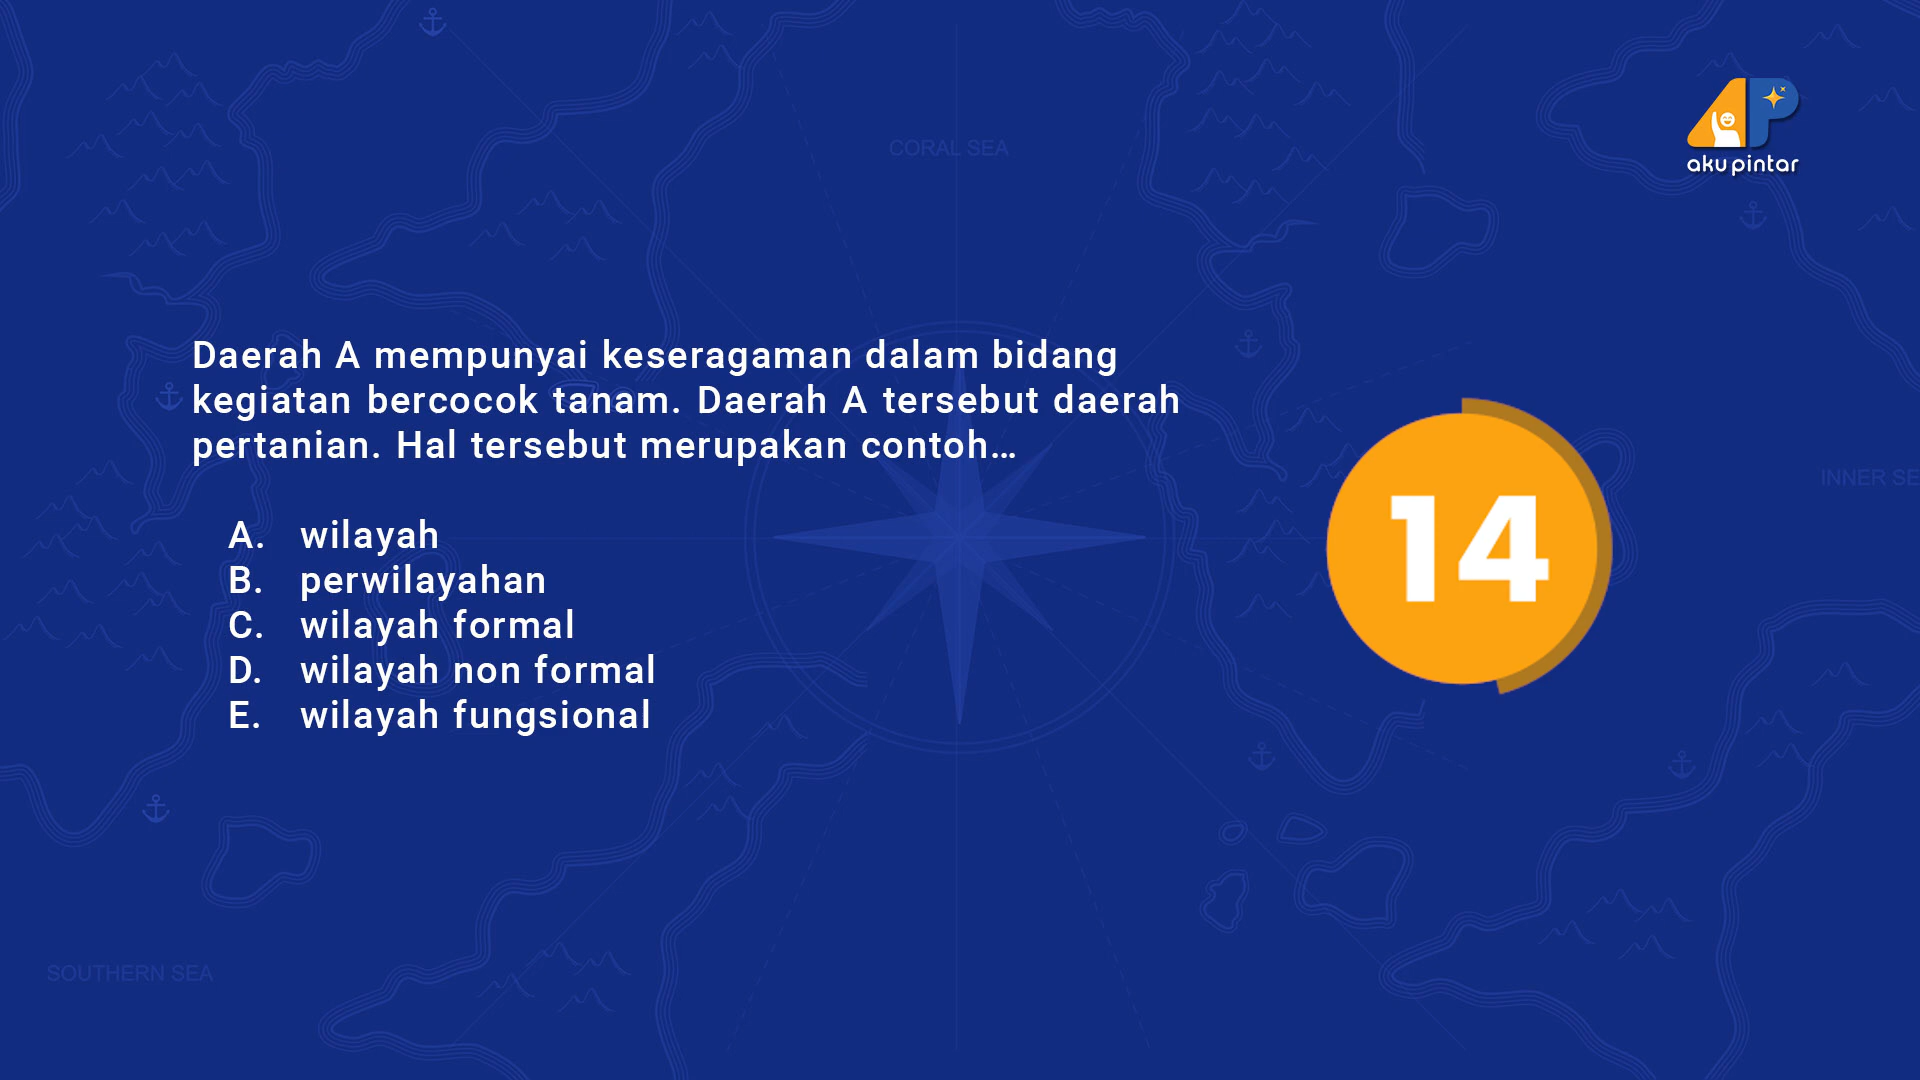 CORAL SEA
aku pintar
Daerah A mempunyai keseragaman dalam bidang
kegiatan bercocok tanam. Daerah A tersebut daerah
pertanian. Hal tersebut merupakan contoh…
INNER SE
A. wilayah
B. perwilayahan
C. wilayah formal
D. wilayah non formal
E. wilayah fungsional
14
SOUTHERN SEA